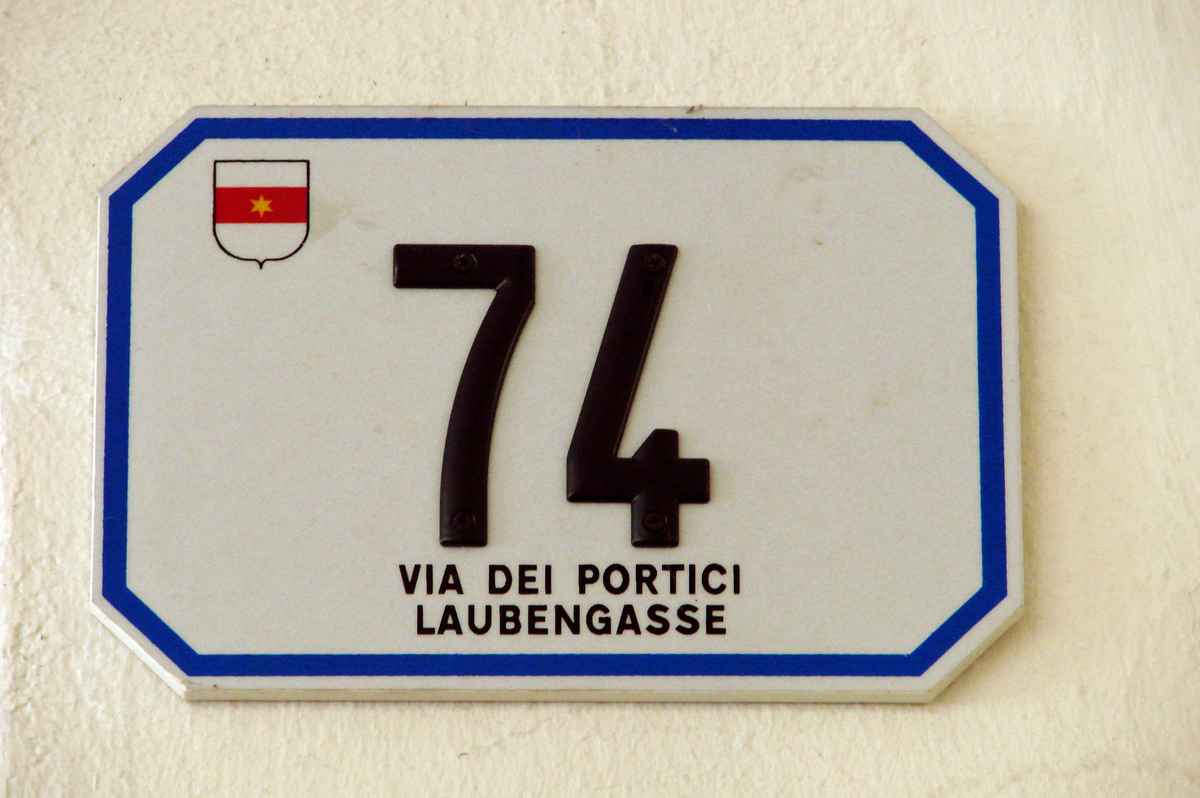 74
VIA DEI PORTICI
LAUBENGASSE